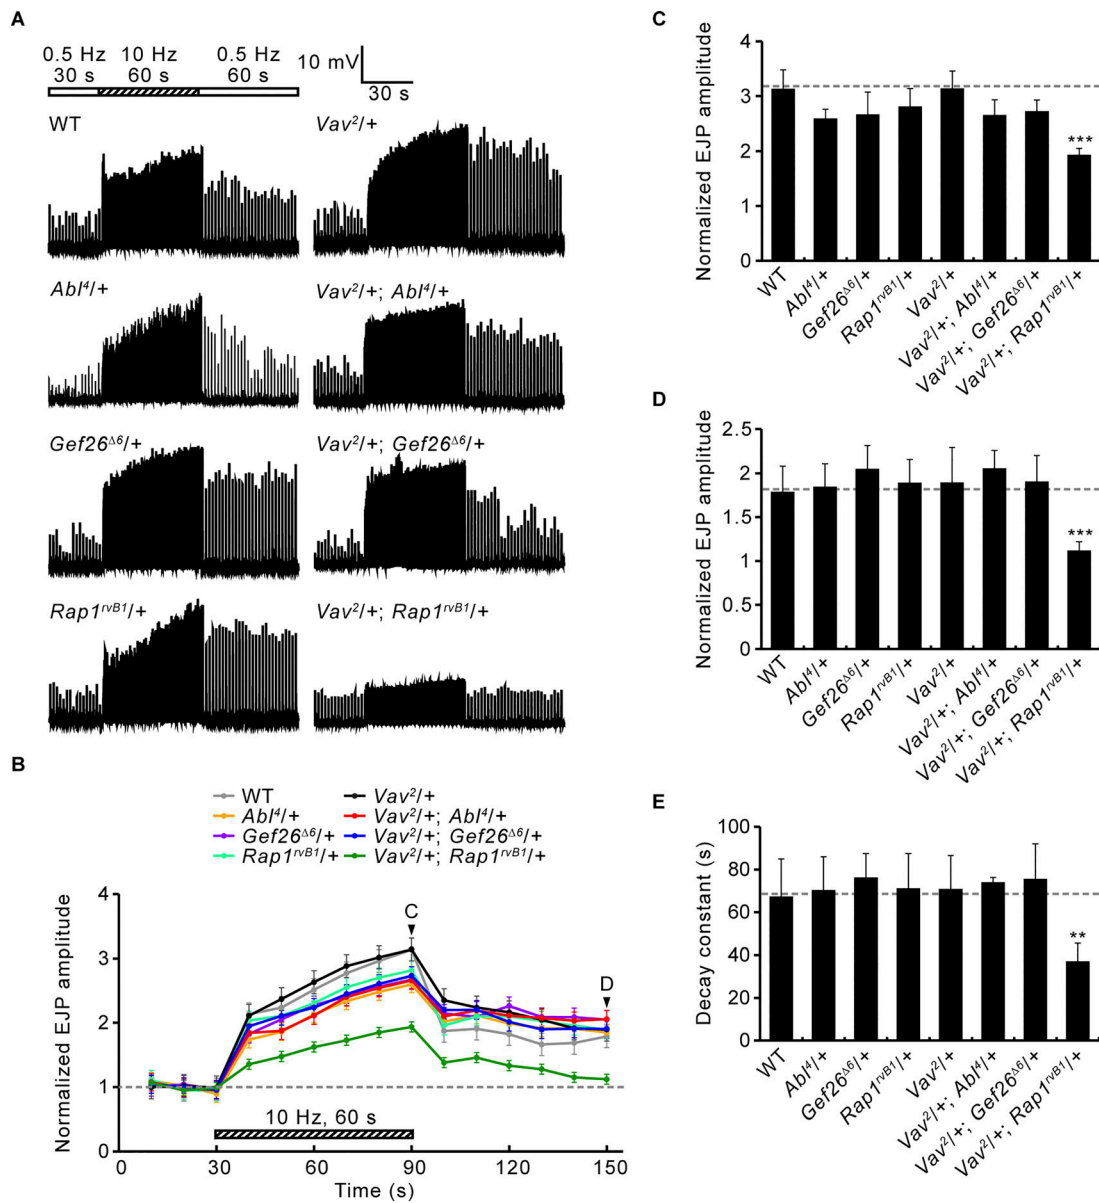 A
0.5 Hz 10 Hz 0.5 Hz
30 s 60 s 60 s
10 mV
30 s
WT
Vav²/+
Abl⁴/+
Vav²/+; Abl⁴/+
Gef26^Δ6/+
Vav²/+; Gef26^Δ6/+
Rap1^rvB1/+
Vav²/+; Rap1^rvB1/+
B
WT
Abl⁴/+
Gef26^Δ6/+
Rap1^rvB1/+
Vav²/+
Vav²/+; Abl⁴/+
Vav²/+; Gef26^Δ6/+
Vav²/+; Rap1^rvB1/+
Normalized EJP amplitude
4
3
2
1
0
C
D
10 Hz, 60 s
0 30 60 90 120 150
Time (s)
C
Normalized EJP amplitude
4
3
2
1
0
***
WT
Abl⁴/+
Gef26^Δ6/+
Rap1^rvB1/+
Vav²/+
Vav²/+; Abl⁴/+
Vav²/+; Gef26^Δ6/+
Vav²/+; Rap1^rvB1/+
D
Normalized EJP amplitude
2.5
2
1.5
1
0.5
0
***
WT
Abl⁴/+
Gef26^Δ6/+
Rap1^rvB1/+
Vav²/+
Vav²/+; Abl⁴/+
Vav²/+; Gef26^Δ6/+
Vav²/+; Rap1^rvB1/+
E
Decay constant (s)
100
80
60
40
20
0
**
WT
Abl⁴/+
Gef26^Δ6/+
Rap1^rvB1/+
Vav²/+
Vav²/+; Abl⁴/+
Vav²/+; Gef26^Δ6/+
Vav²/+; Rap1^rvB1/+